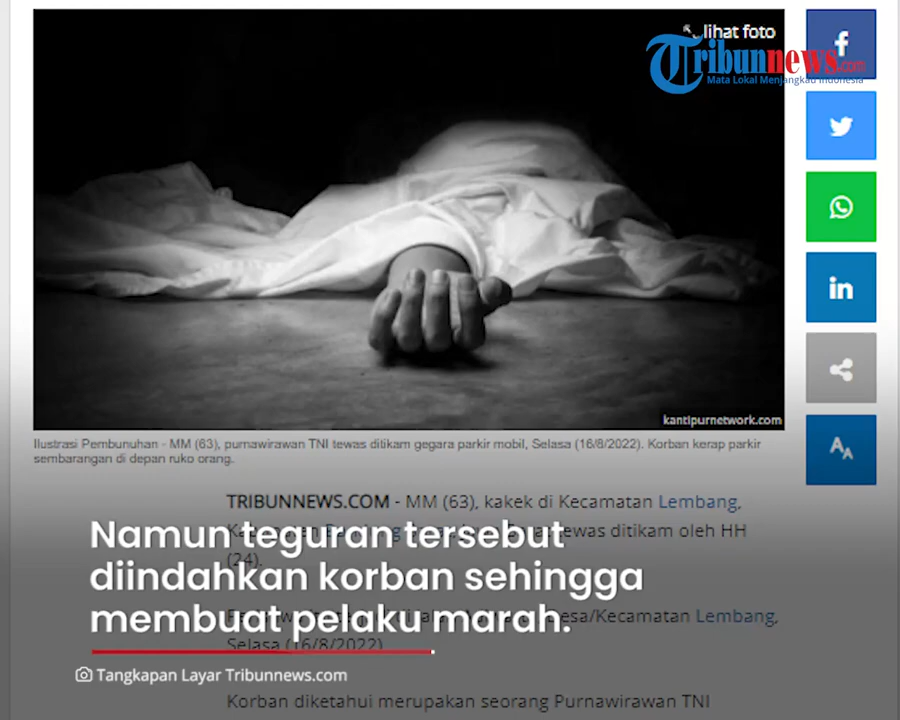 lihat foto
Tribunnews.com
Mata Lokal Menjangkau Indonesia
kantipurnetwork.com
Ilustrasi Pembunuhan - MM (63), purnawirawan TNI tewas ditikam gegara parkir mobil, Selasa (16/8/2022). Korban kerap parkir
sembarangan di depan ruko orang.
TRIBUNNEWS.COM - MM (63), kakek di Kecamatan Lembang,
tewas ditikam oleh HH
(24).
Namun teguran tersebut
diindahkan korban sehingga
membuat pelaku marah.
Desa/Kecamatan Lembang,
Selasa (16/8/2022)
Tangkapan Layar Tribunnews.com
Korban diketahui merupakan seorang Purnawirawan TNI